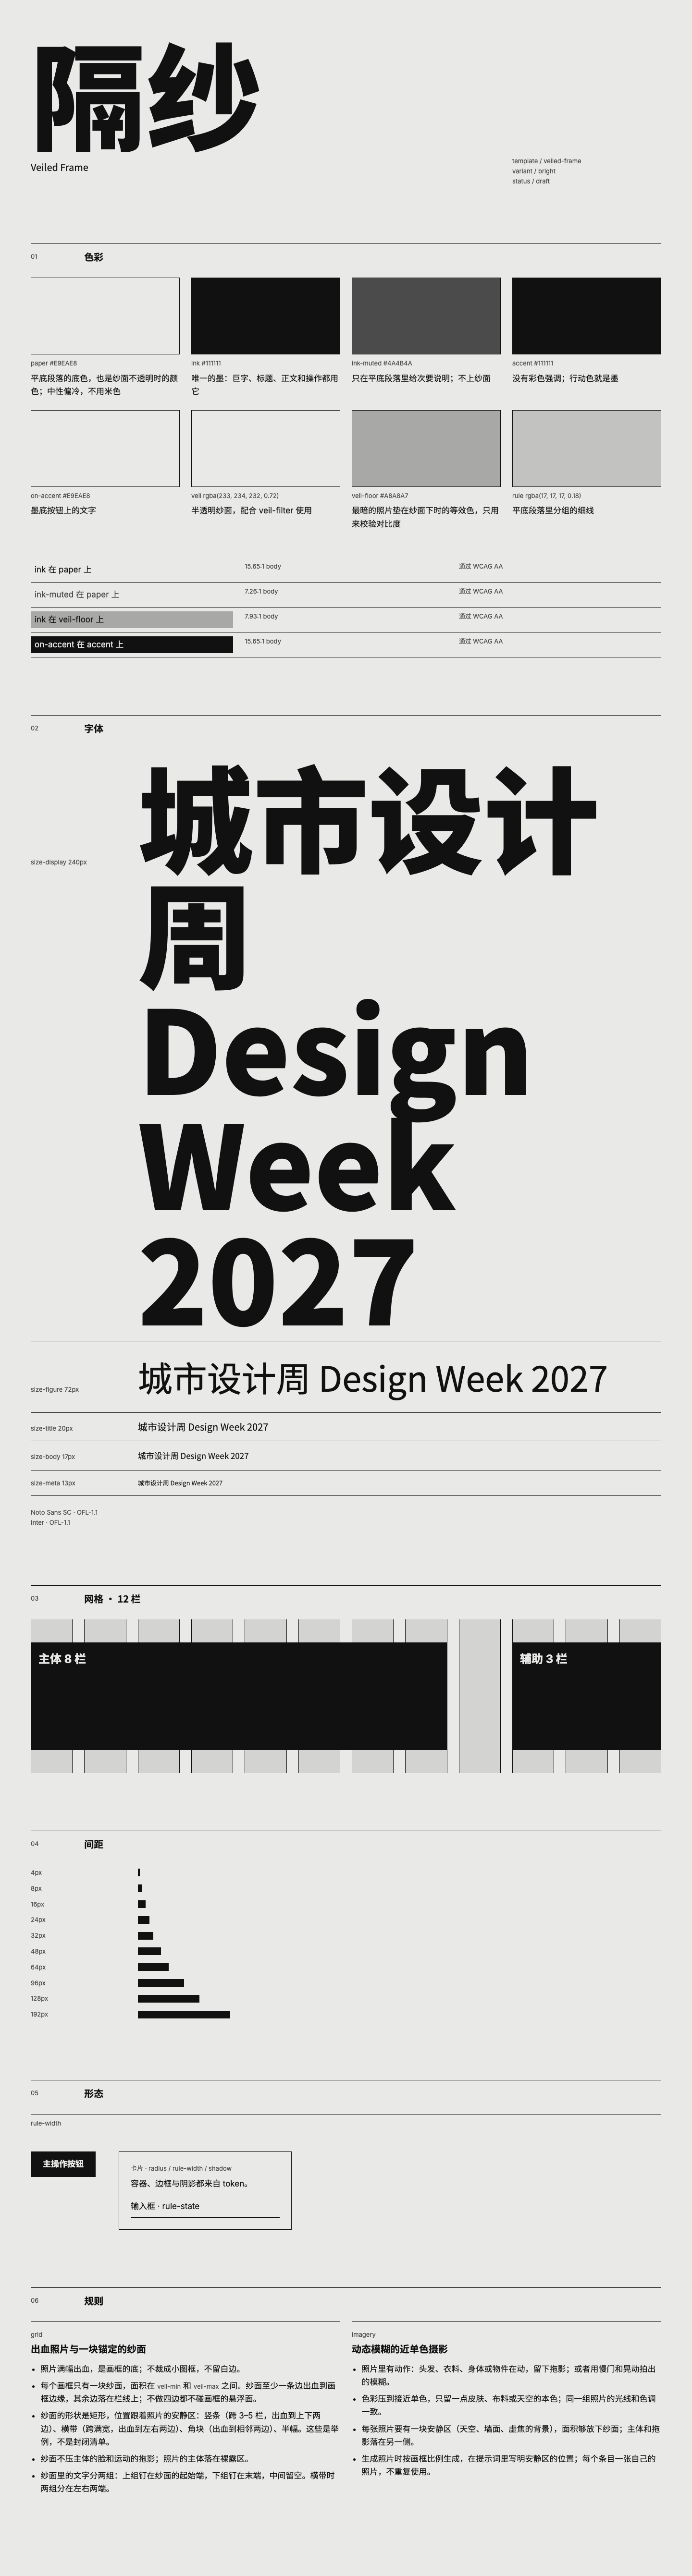 隔纱
Veiled Frame
template / veiled-frame
variant / bright
status / draft
01
色彩
paper #E9EAE8
平底段落的底色，也是纱面不透明时的颜
色；中性偏冷，不用米色
ink #111111
唯一的墨：巨字、标题、正文和操作都用
它
ink-muted #4A4B4A
只在平底段落里给次要说明；不上纱面
accent #111111
没有彩色强调；行动色就是墨
on-accent #E9EAE8
墨底按钮上的文字
veil rgba(233, 234, 232, 0.72)
半透明纱面，配合 veil-filter 使用
veil-floor #A8A8A7
最暗的照片垫在纱面下时的等效色，只用
来校验对比度
rule rgba(17, 17, 17, 0.18)
平底段落里分组的细线
ink 在 paper 上
15.65:1 body
通过 WCAG AA
ink-muted 在 paper 上
7.26:1 body
通过 WCAG AA
ink 在 veil-floor 上
7.93:1 body
通过 WCAG AA
on-accent 在 accent 上
15.65:1 body
通过 WCAG AA
02
字体
size-display 240px
城市设计
周
Design
Week
2027
size-figure 72px
城市设计周 Design Week 2027
size-title 20px
城市设计周 Design Week 2027
size-body 17px
城市设计周 Design Week 2027
size-meta 13px
城市设计周 Design Week 2027
Noto Sans SC · OFL-1.1
Inter · OFL-1.1
03
网格 · 12 栏
主体 8 栏
辅助 3 栏
04
间距
4px
8px
16px
24px
32px
48px
64px
96px
128px
192px
05
形态
rule-width
主操作按钮
卡片 · radius / rule-width / shadow
容器、边框与阴影都来自 token。
输入框 · rule-state
06
规则
grid
出血照片与一块锚定的纱面
• 照片满幅出血，是画框的底；不裁成小图框，不留白边。
• 每个画框只有一块纱面，面积在 veil-min 和 veil-max 之间。纱面至少一条边出血到画
框边缘，其余边落在栏线上；不做四边都不碰画框的悬浮面。
• 纱面的形状是矩形，位置跟着照片的安静区：竖条（跨 3–5 栏，出血到上下两
边）、横带（跨满宽，出血到左右两边）、角块（出血到相邻两边）、半幅。这些是举
例，不是封闭清单。
• 纱面不压主体的脸和运动的拖影；照片的主体落在裸露区。
• 纱面里的文字分两组：上组钉在纱面的起始端，下组钉在末端，中间留空。横带时
两组分在左右两端。
imagery
动态模糊的近单色摄影
• 照片里有动作：头发、衣料、身体或物件在动，留下拖影；或者用慢门和晃动拍出
的模糊。
• 色彩压到接近单色，只留一点皮肤、布料或天空的本色；同一组照片的光线和色调
一致。
• 每张照片要有一块安静区（天空、墙面、虚焦的背景），面积够放下纱面；主体和拖
影落在另一侧。
• 生成照片时按画框比例生成，在提示词里写明安静区的位置；每个条目一张自己的
照片，不重复使用。